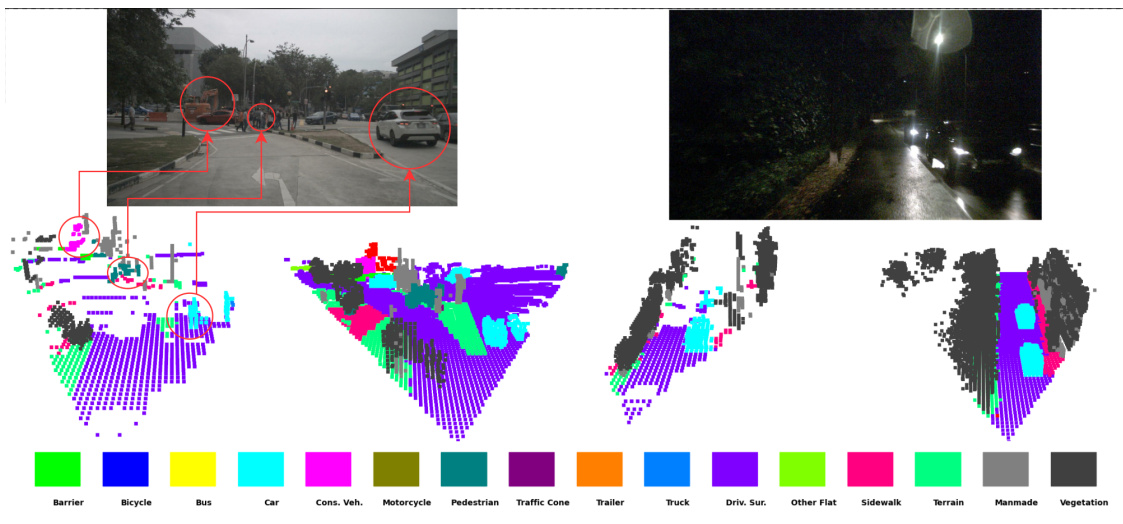 Barrier Bicycle Bus Car Cons. Veh. Motorcycle Pedestrian Traffic Cone Trailer Truck Driv. Sur. Other Flat Sidewalk Terrain Manmade Vegetation